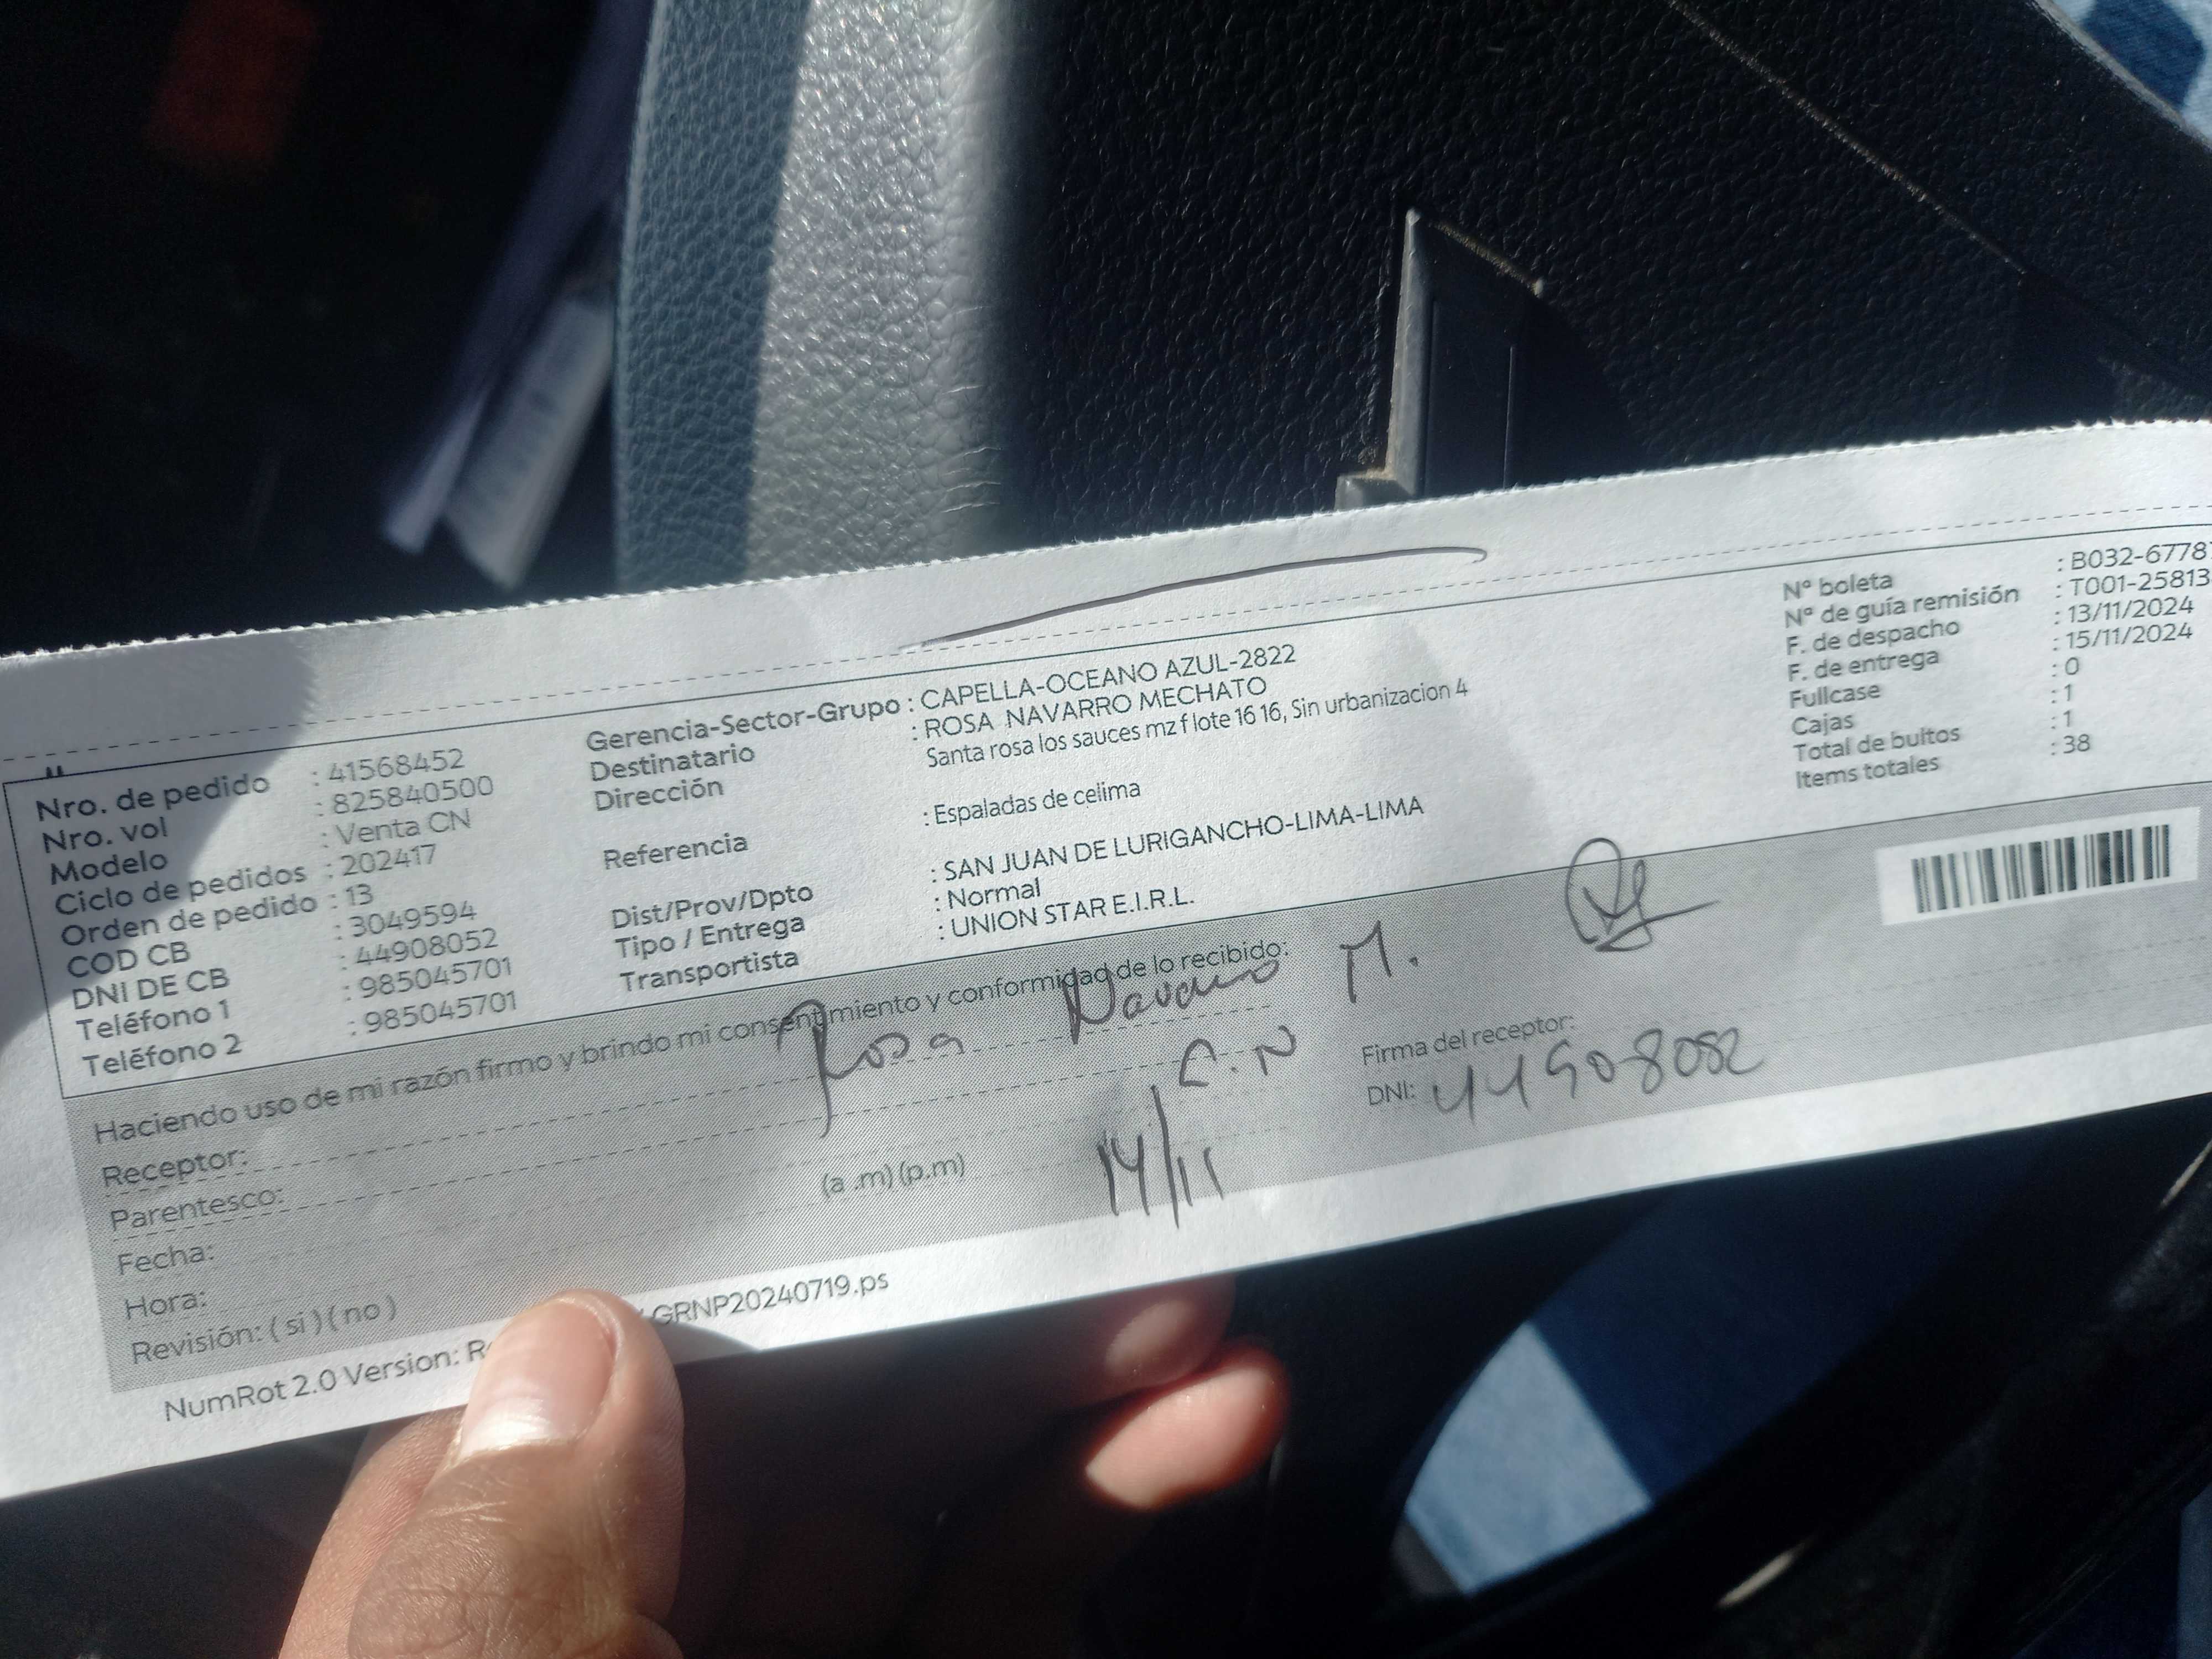 Nro. de pedido : 41568452
Nro. vol : 825840500
Modelo : Venta CN
Ciclo de pedidos : 202417
Orden de pedido : 13
COD CB : 3049594
DNI DE CB : 44908052
Teléfono 1 : 985045701
Teléfono 2 : 985045701
Gerencia-Sector-Grupo : CAPELLA-OCEANO AZUL-2822
Destinatario : ROSA NAVARRO MECHATO
Dirección Santa rosa los sauces mz f lote 16 16, Sin urbanizacion 4
Referencia : Espaladas de celima
Dist/Prov/Dpto : SAN JUAN DE LURIGANCHO-LIMA-LIMA
Tipo / Entrega : Normal
Transportista : UNION STAR E.I.R.L.
Nº boleta : B032-6778
Nº de guía remisión : T001-25813
F. de despacho : 13/11/2024
F. de entrega : 15/11/2024
Fullcase : 0
Cajas : 1
Total de bultos : 1
Items totales : 38
Haciendo uso de mi razón firmo y brindo mi consentimiento y conformidad de lo recibido:
Receptor: Rosa Navarro M.
Parentesco: C.N
Fecha: 14/11
Hora: (a .m) (p.m)
Revisión: ( si ) ( no )
Firma del receptor:
DNI: 44908052
NumRot 2.0 Version: GRNP20240719.ps